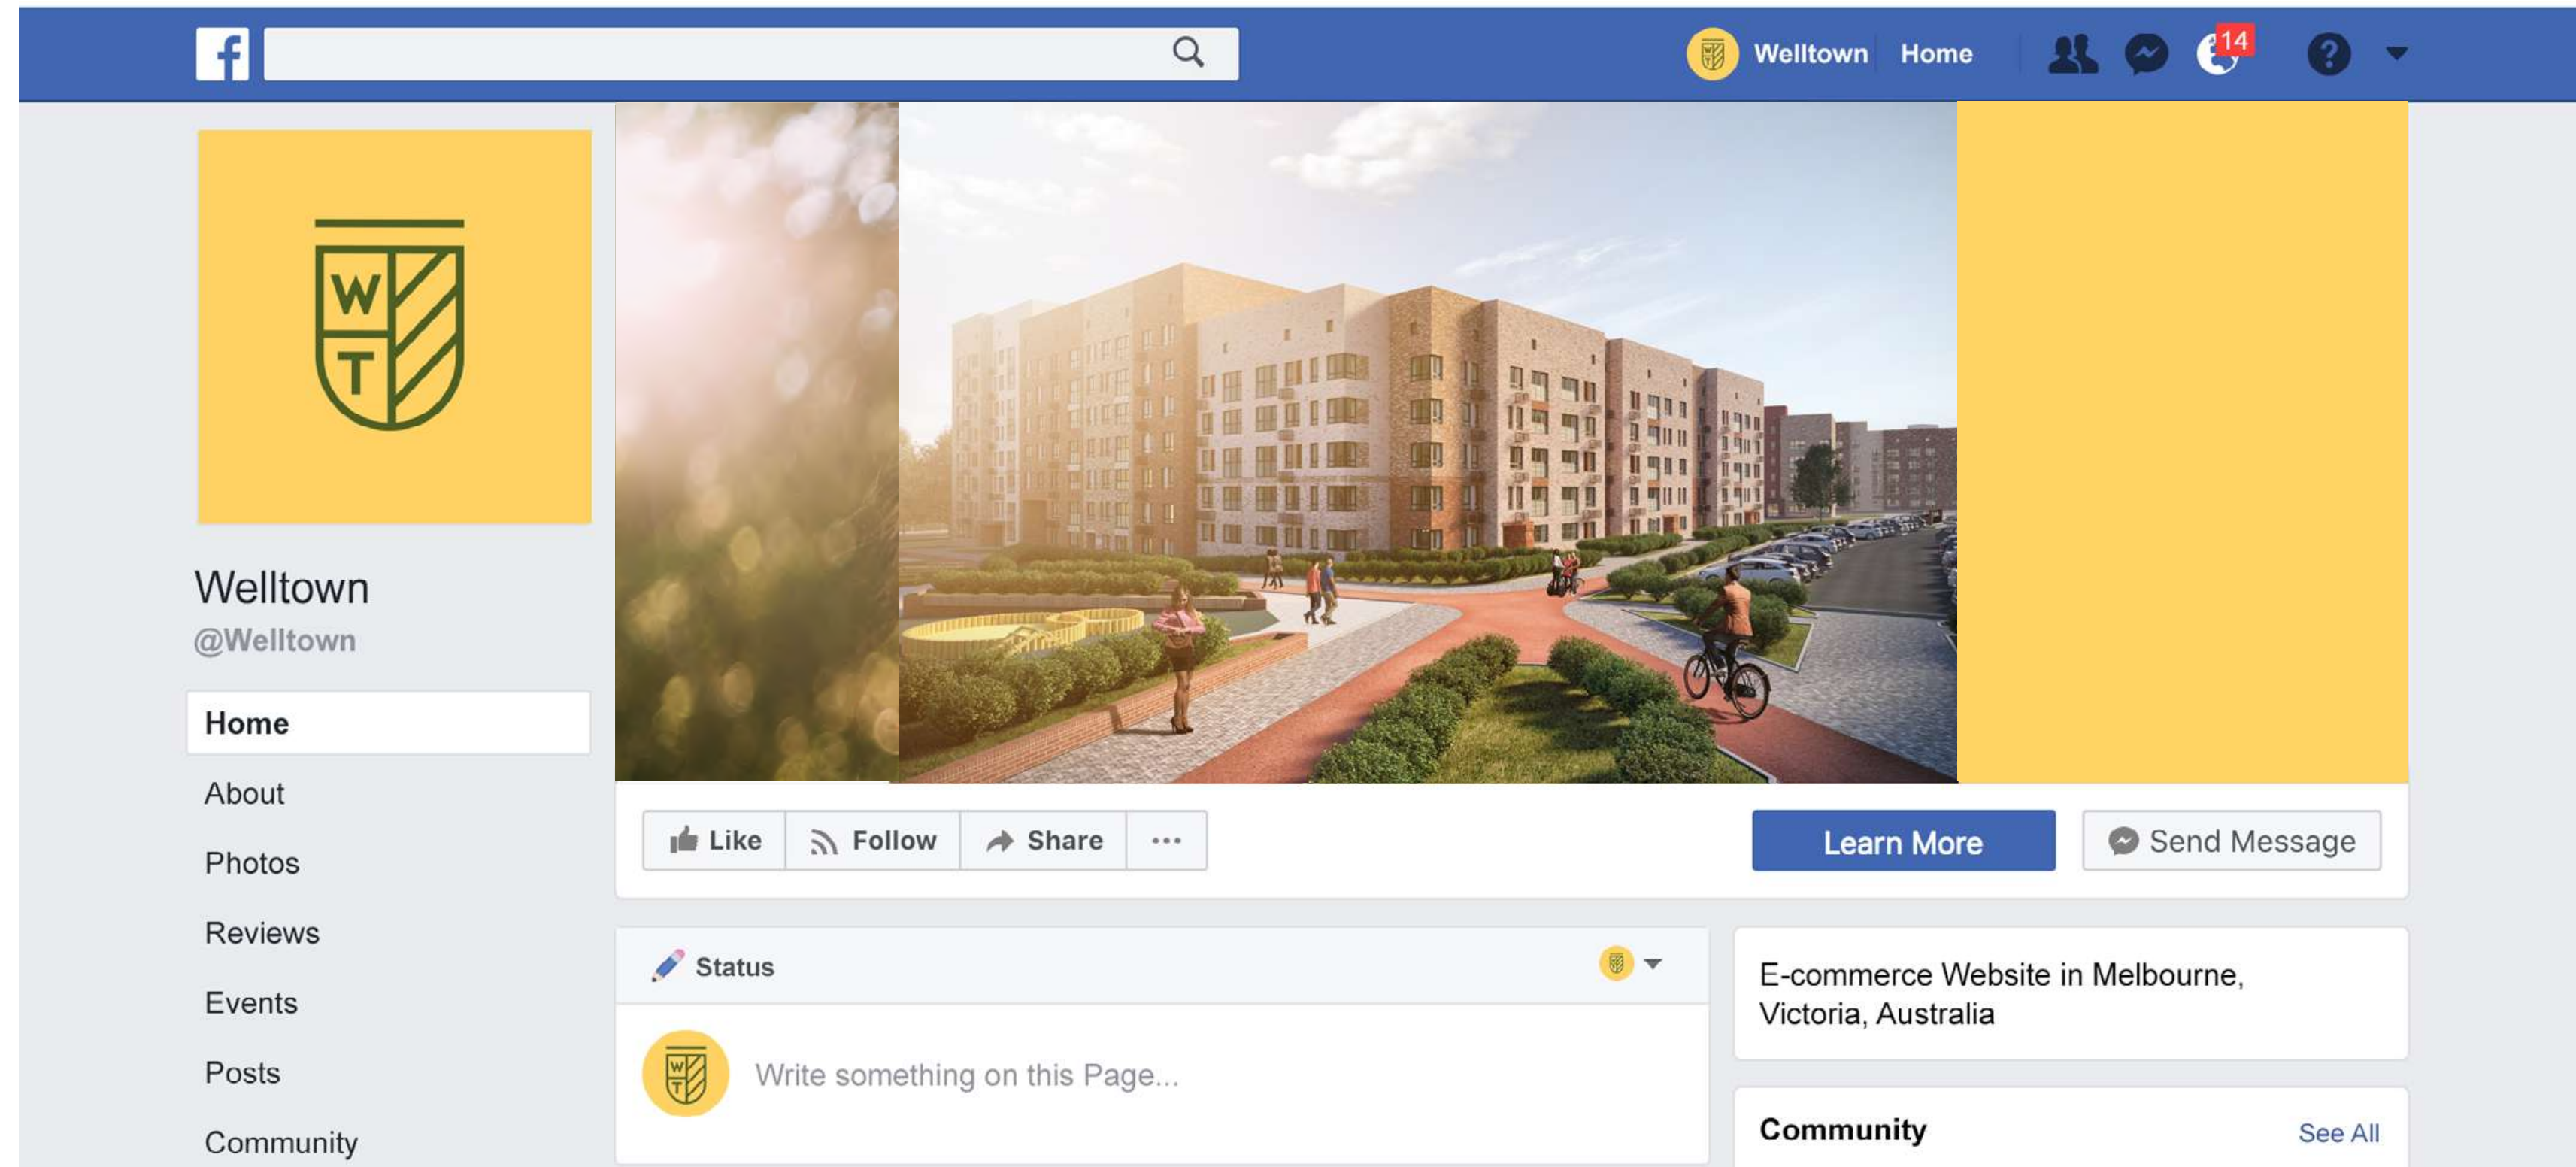 f
Welltown Home 14 ?
W
T
Welltown
@Welltown
Home
About
Photos
Reviews
Events
Posts
Community
Like Follow Share ...
Learn More Send Message
Status
W
T
Write something on this Page...
E-commerce Website in Melbourne,
Victoria, Australia
Community See All